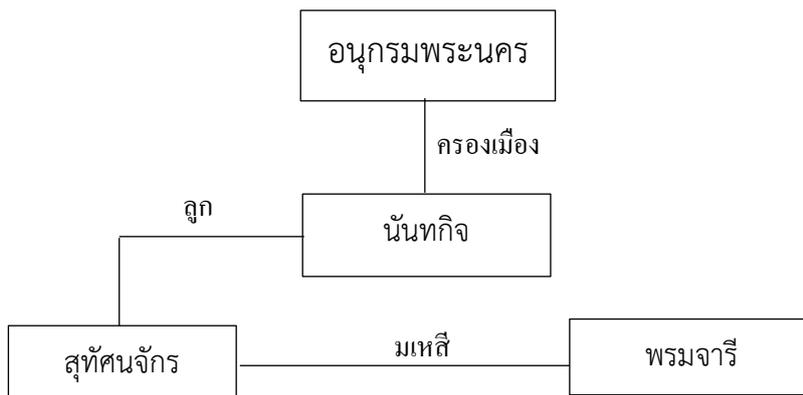 อนุกรมพระนคร
ครองเมือง
ลูก
นันทกิจ
สุทัศนจักร
มเหสี
พรมจารี